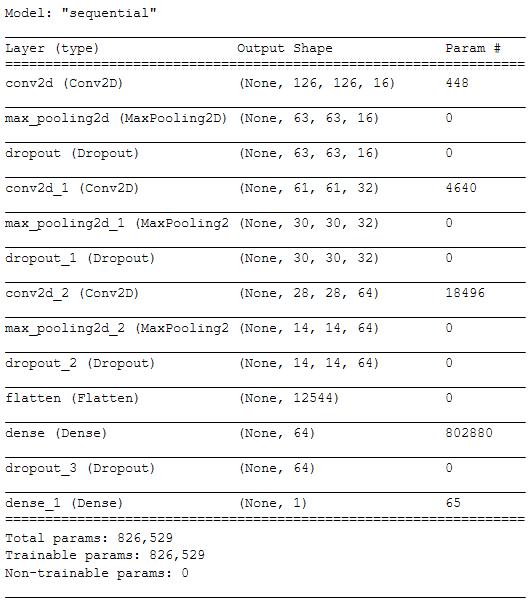 Model: "sequential"
Layer (type) Output Shape Param #
conv2d (Conv2D) (None, 126, 126, 16) 448
max_pooling2d (MaxPooling2D) (None, 63, 63, 16) 0
dropout (Dropout) (None, 63, 63, 16) 0
conv2d_1 (Conv2D) (None, 61, 61, 32) 4640
max_pooling2d_1 (MaxPooling2 (None, 30, 30, 32) 0
dropout_1 (Dropout) (None, 30, 30, 32) 0
conv2d_2 (Conv2D) (None, 28, 28, 64) 18496
max_pooling2d_2 (MaxPooling2 (None, 14, 14, 64) 0
dropout_2 (Dropout) (None, 14, 14, 64) 0
flatten (Flatten) (None, 12544) 0
dense (Dense) (None, 64) 802880
dropout_3 (Dropout) (None, 64) 0
dense_1 (Dense) (None, 1) 65
Total params: 826,529
Trainable params: 826,529
Non-trainable params: 0